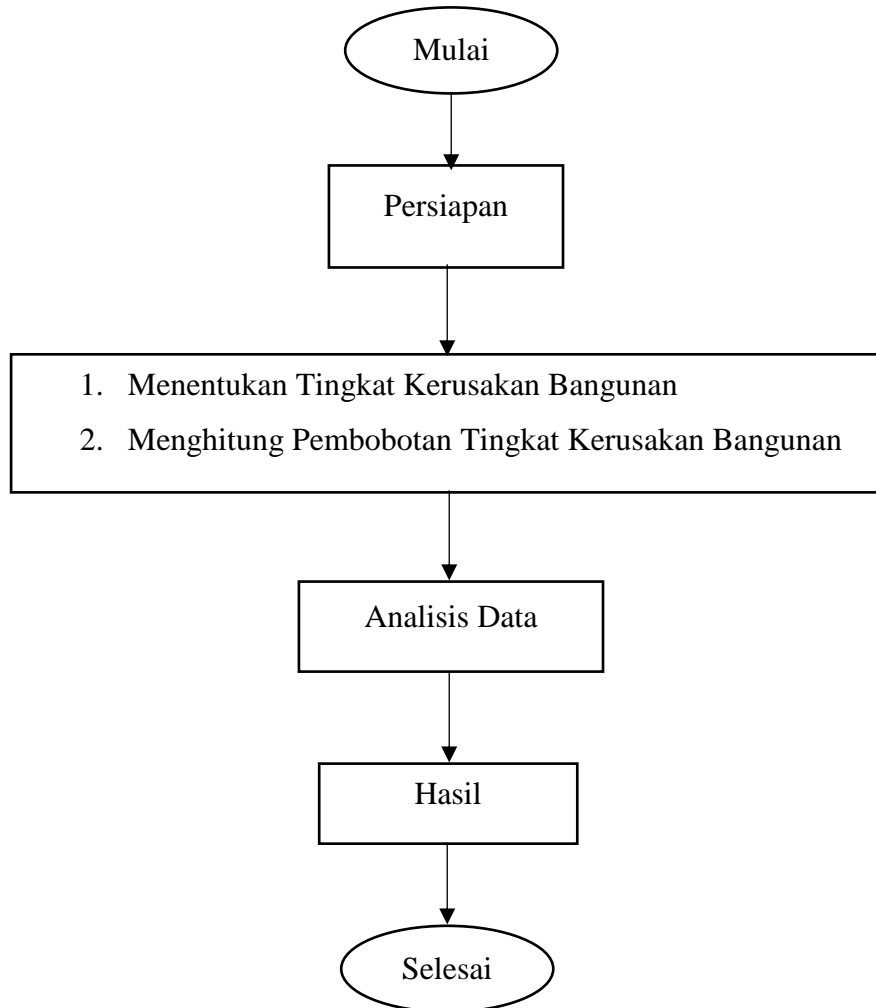 Mulai
Persiapan
1. Menentukan Tingkat Kerusakan Bangunan
2. Menghitung Pembobotan Tingkat Kerusakan Bangunan
Analisis Data
Hasil
Selesai